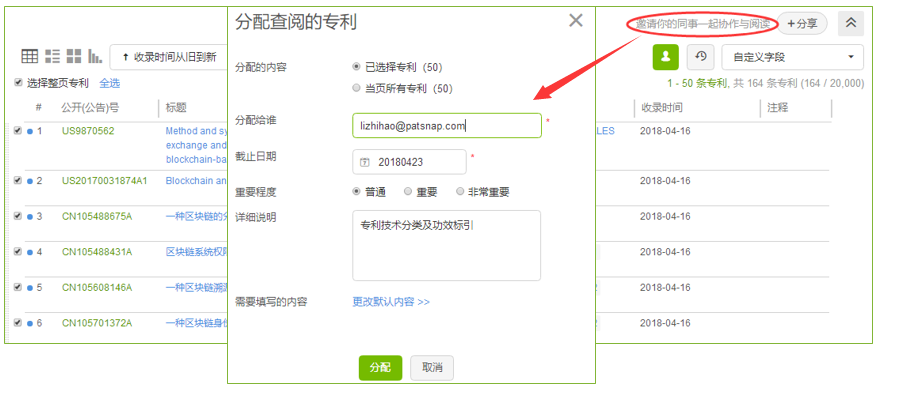 分配查阅的专利
邀请你的同事一起协作与阅读
+分享
↑ 收录时间从旧到新
自定义字段
选择整页专利 全选
1 - 50 条专利, 共 164 条专利 (164 / 20,000)
# 公开(公告)号 标题 收录时间 注释
1 US9870562 Method and sy LES 2018-04-16
exchange and
blockchain-ba
2 US20170031874A1 Blockchain an 2018-04-16
3 CN105488675A 一种区块链的分 2018-04-16
4 CN105488431A 区块链系统权限 2018-04-16
5 CN105608146A 一种区块链溯源 2018-04-16
6 CN105701372A 一种区块链身份 2018-04-16
分配的内容 已选择专利 (50)
当页所有专利 (50)
分配给谁 lizhihao@patsnap.com *
截止日期 20180423 *
重要程度 普通 重要 非常重要
详细说明 专利技术分类及功效标引
需要填写的内容 更改默认内容 >>
分配 取消